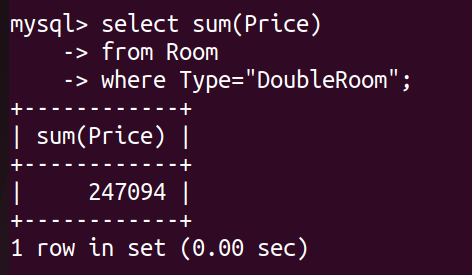 mysql> select sum(Price)
    -> from Room
    -> where Type="DoubleRoom";
+------------+
| sum(Price) |
+------------+
|     247094 |
+------------+
1 row in set (0.00 sec)